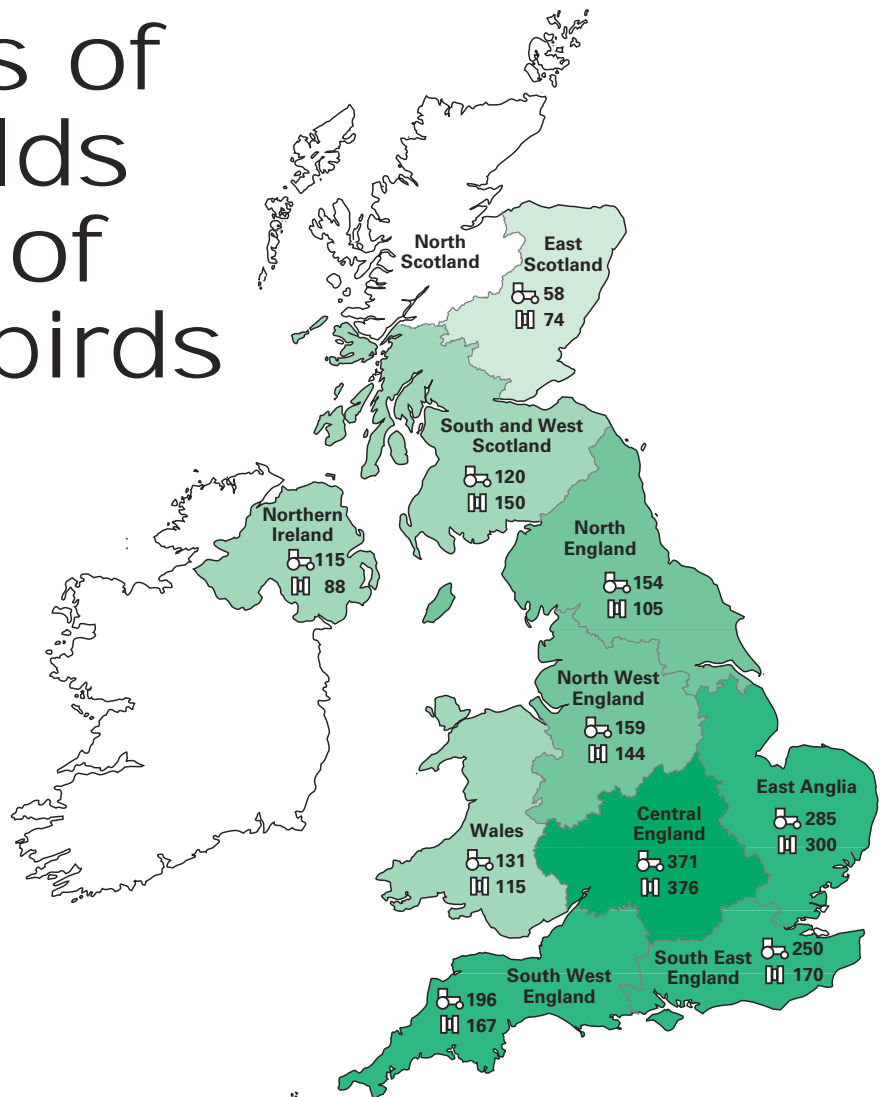 s of
lds
of
birds
North
Scotland
East
Scotland
58
74
South and West
Scotland
120
150
Northern
Ireland
115
88
North
England
154
105
North West
England
159
144
East Anglia
285
300
Central
England
371
376
Wales
131
115
South East
England
250
170
South West
England
196
167